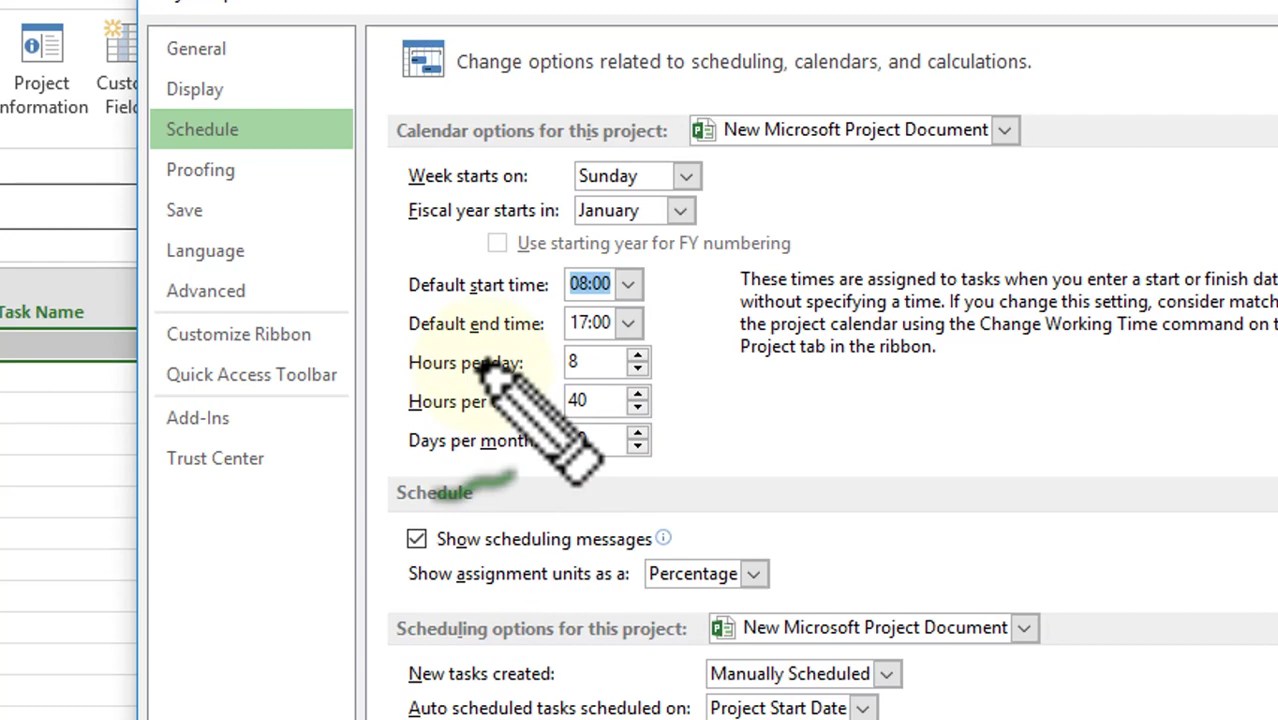 Project
nformation
Custo
Field
Task Name
General
Display
Schedule
Proofing
Save
Language
Advanced
Customize Ribbon
Quick Access Toolbar
Add-Ins
Trust Center
Change options related to scheduling, calendars, and calculations.
Calendar options for this project: New Microsoft Project Document
Week starts on: Sunday
Fiscal year starts in: January
Use starting year for FY numbering
Default start time: 08:00
Default end time: 17:00
Hours per day: 8
Hours per 40
Days per month
These times are assigned to tasks when you enter a start or finish dat
without specifying a time. If you change this setting, consider match
the project calendar using the Change Working Time command on t
Project tab in the ribbon.
Schedule
Show scheduling messages
Show assignment units as a: Percentage
Scheduling options for this project: New Microsoft Project Document
New tasks created: Manually Scheduled
Auto scheduled tasks scheduled on: Project Start Date